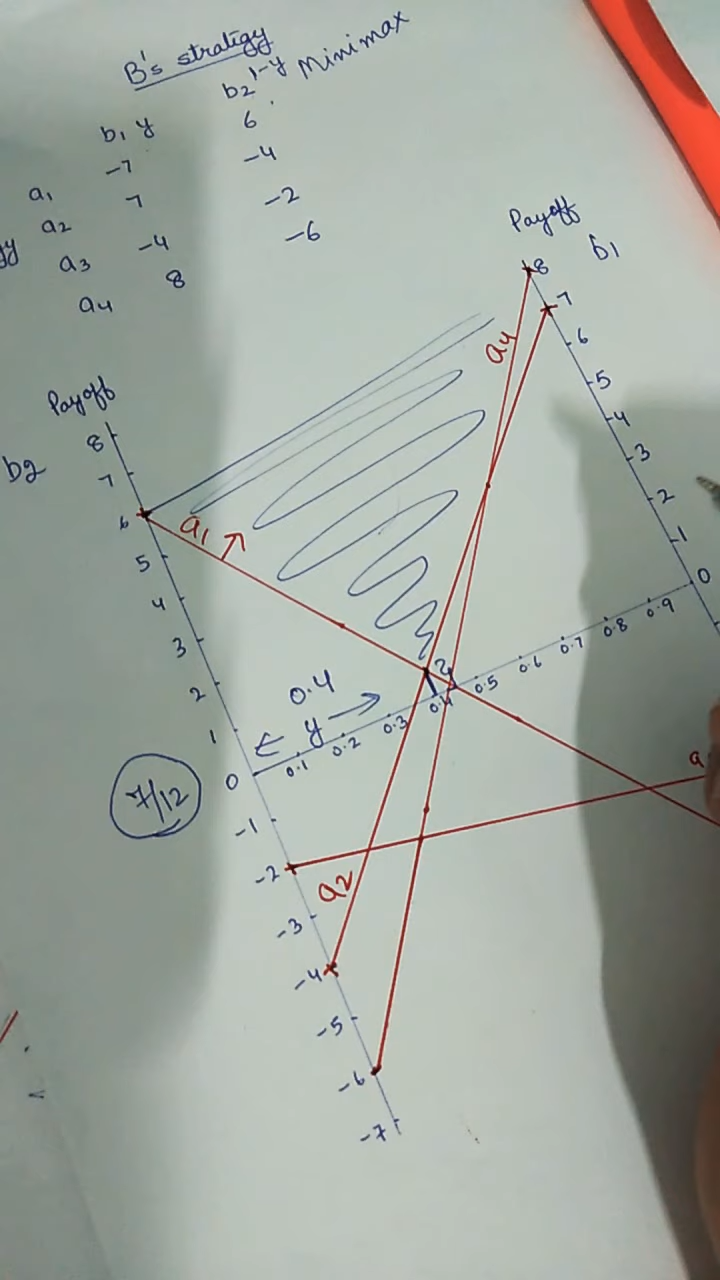 B's stratigy
b1 y b2 1-y Minimax
a1 -7 6
a2 7 -4
gy a3 -4 -2
a4 8 -6
Payoff
b1
8
7
6
5
4
3
2
1
0
a4
Payoff
b2
8
7
6
5
4
3
2
1
0
-1
-2
-3
-4
-5
-6
-7
a1
0.4
← y →
0.1 0.2 0.3 0.4 0.5 0.6 0.7 0.8 0.9
7/12
a2
a